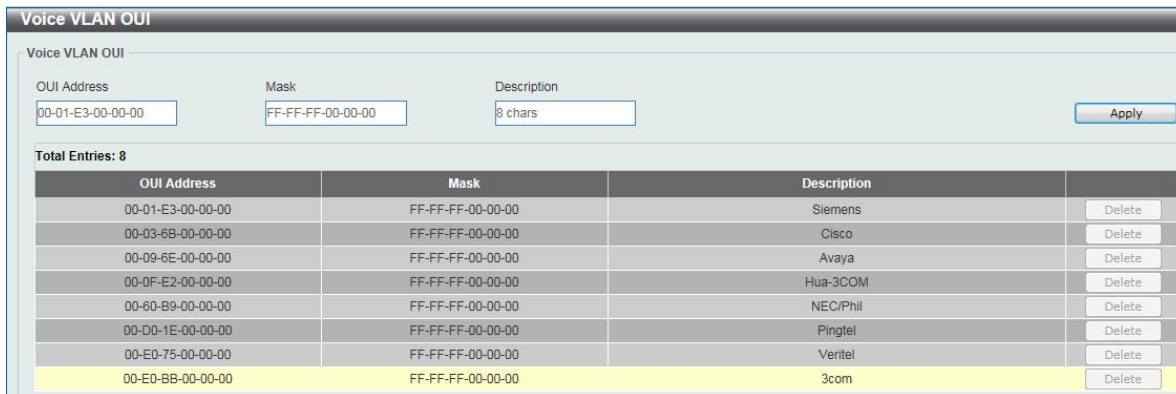 Voice VLAN OUI
Voice VLAN OUI
OUI Address Mask Description
00-01-E3-00-00-00 FF-FF-FF-00-00-00 8 chars Apply
Total Entries: 8
OUI Address Mask Description
00-01-E3-00-00-00 FF-FF-FF-00-00-00 Siemens Delete
00-03-6B-00-00-00 FF-FF-FF-00-00-00 Cisco Delete
00-09-6E-00-00-00 FF-FF-FF-00-00-00 Avaya Delete
00-0F-E2-00-00-00 FF-FF-FF-00-00-00 Hua-3COM Delete
00-60-B9-00-00-00 FF-FF-FF-00-00-00 NEC/Phil Delete
00-D0-1E-00-00-00 FF-FF-FF-00-00-00 Pingtel Delete
00-E0-75-00-00-00 FF-FF-FF-00-00-00 Veritel Delete
00-E0-BB-00-00-00 FF-FF-FF-00-00-00 3com Delete